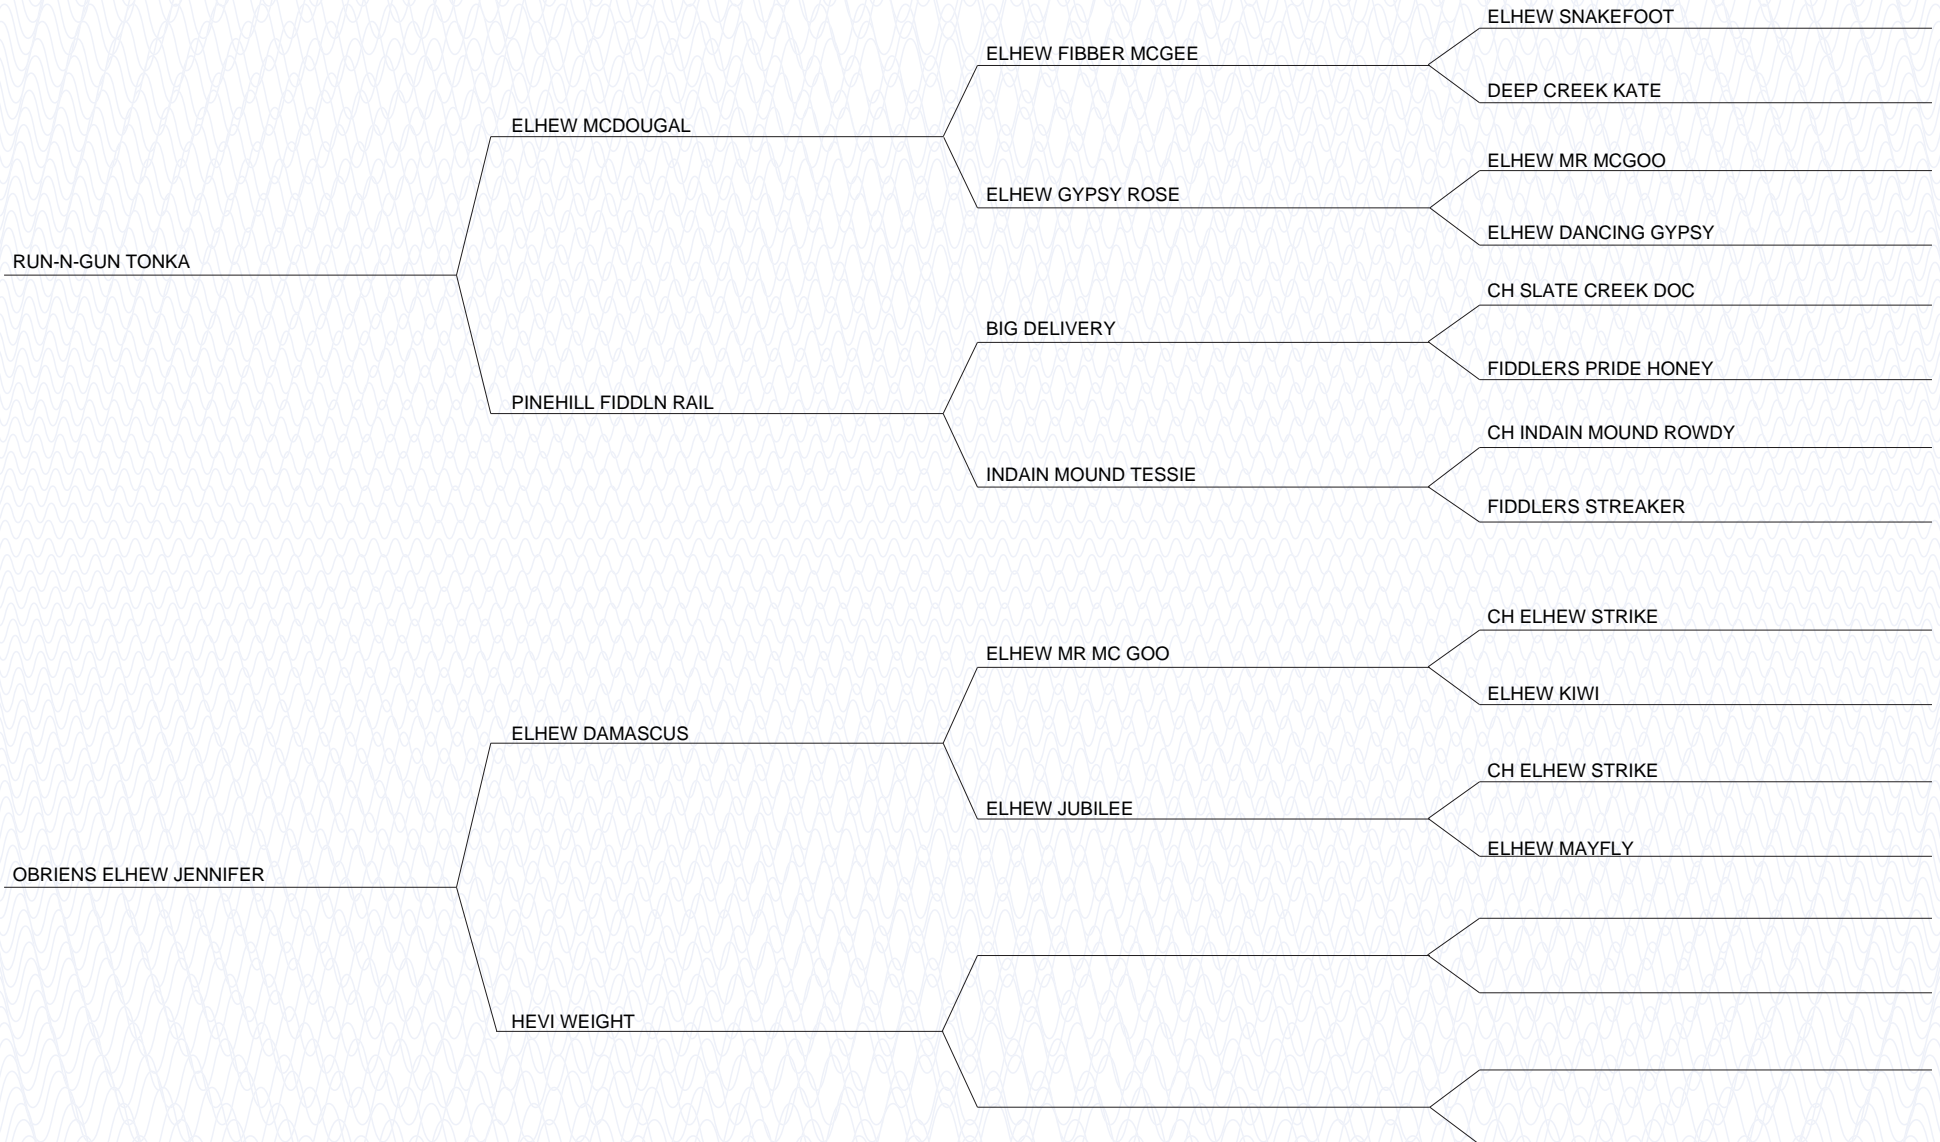 ELHEW SNAKEFOOT
ELHEW FIBBER MCGEE
DEEP CREEK KATE
ELHEW MCDOUGAL
ELHEW MR MCGOO
ELHEW GYPSY ROSE
ELHEW DANCING GYPSY
RUN-N-GUN TONKA
CH SLATE CREEK DOC
BIG DELIVERY
FIDDLERS PRIDE HONEY
PINEHILL FIDDLN RAIL
CH INDAIN MOUND ROWDY
INDAIN MOUND TESSIE
FIDDLERS STREAKER
CH ELHEW STRIKE
ELHEW MR MC GOO
ELHEW KIWI
ELHEW DAMASCUS
CH ELHEW STRIKE
ELHEW JUBILEE
ELHEW MAYFLY
OBRIENS ELHEW JENNIFER
HEVI WEIGHT